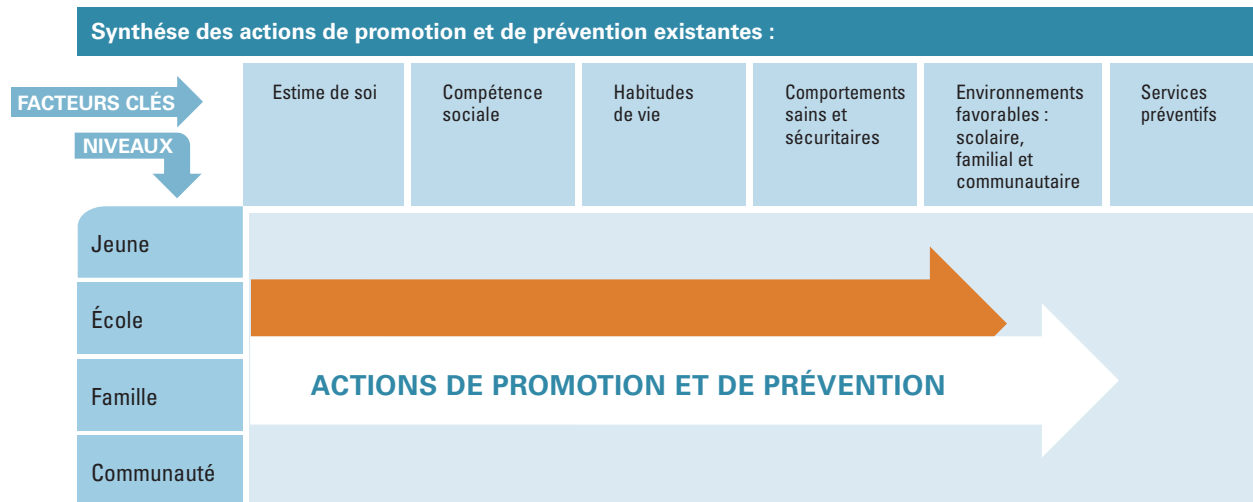 Synthése des actions de promotion et de prévention existantes :
FACTEURS CLÉS
NIVEAUX
Estime de soi
Compétence
sociale
Habitudes
de vie
Comportements
sains et
sécuritaires
Environnements
favorables :
scolaire,
familial et
communautaire
Services
préventifs
Jeune
École
Famille
Communauté
ACTIONS DE PROMOTION ET DE PRÉVENTION